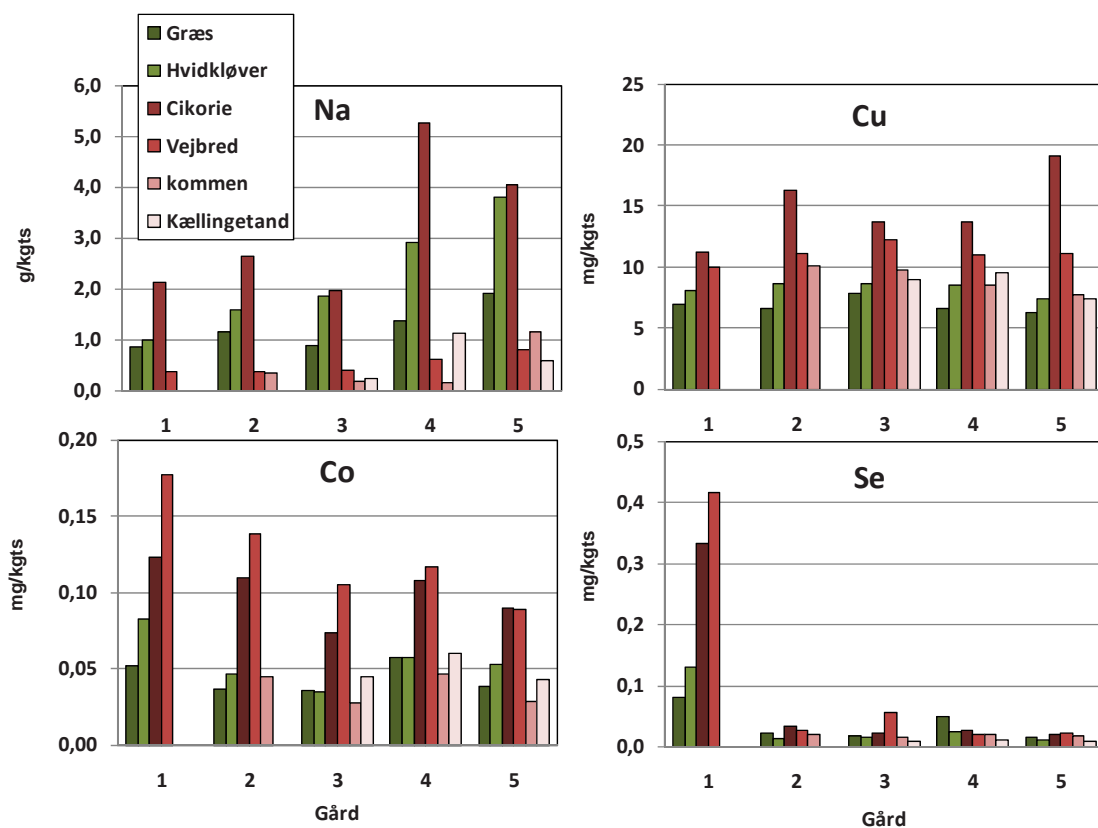 Græs
Hvidkløver
Cikorie
Vejbred
kommen
Kællingetand
Na
g/kgts
6,0
5,0
4,0
3,0
2,0
1,0
0,0
1 2 3 4 5
Cu
mg/kgts
25
20
15
10
5
0
1 2 3 4 5
Co
mg/kgts
0,20
0,15
0,10
0,05
0,00
1 2 3 4 5
Gård
Se
mg/kgts
0,5
0,4
0,3
0,2
0,1
0,0
1 2 3 4 5
Gård